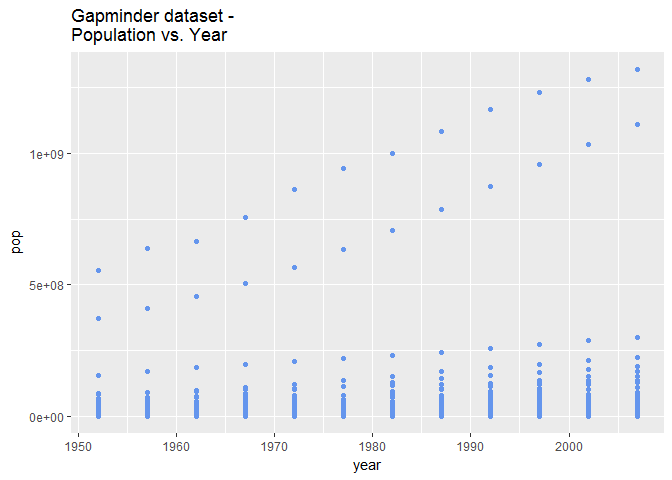 Gapminder dataset -
Population vs. Year
1e+09
5e+08
0e+00
pop
1950
1960
1970
1980
1990
2000
year